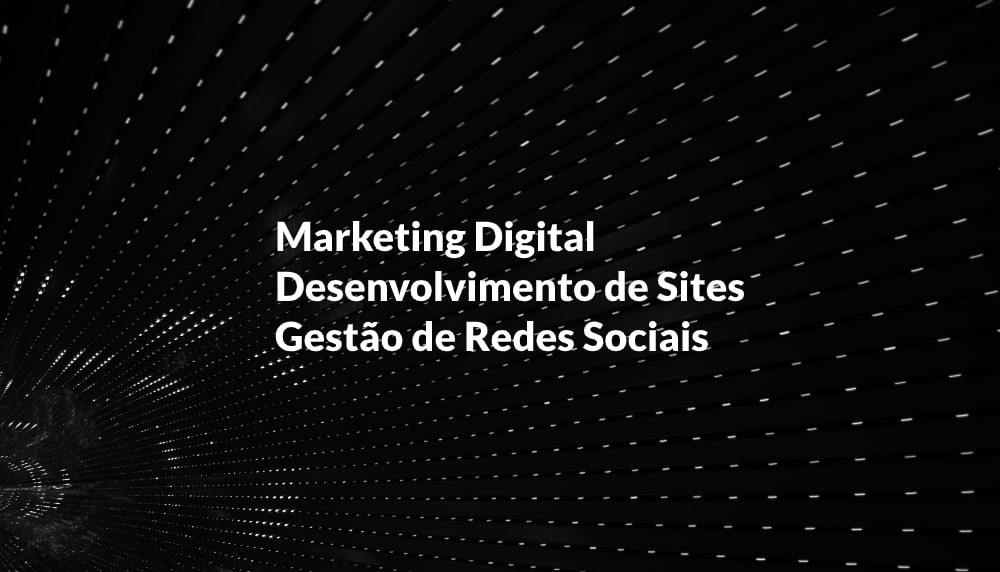 Marketing Digital
Desenvolvimento de Sites
Gestão de Redes Sociais